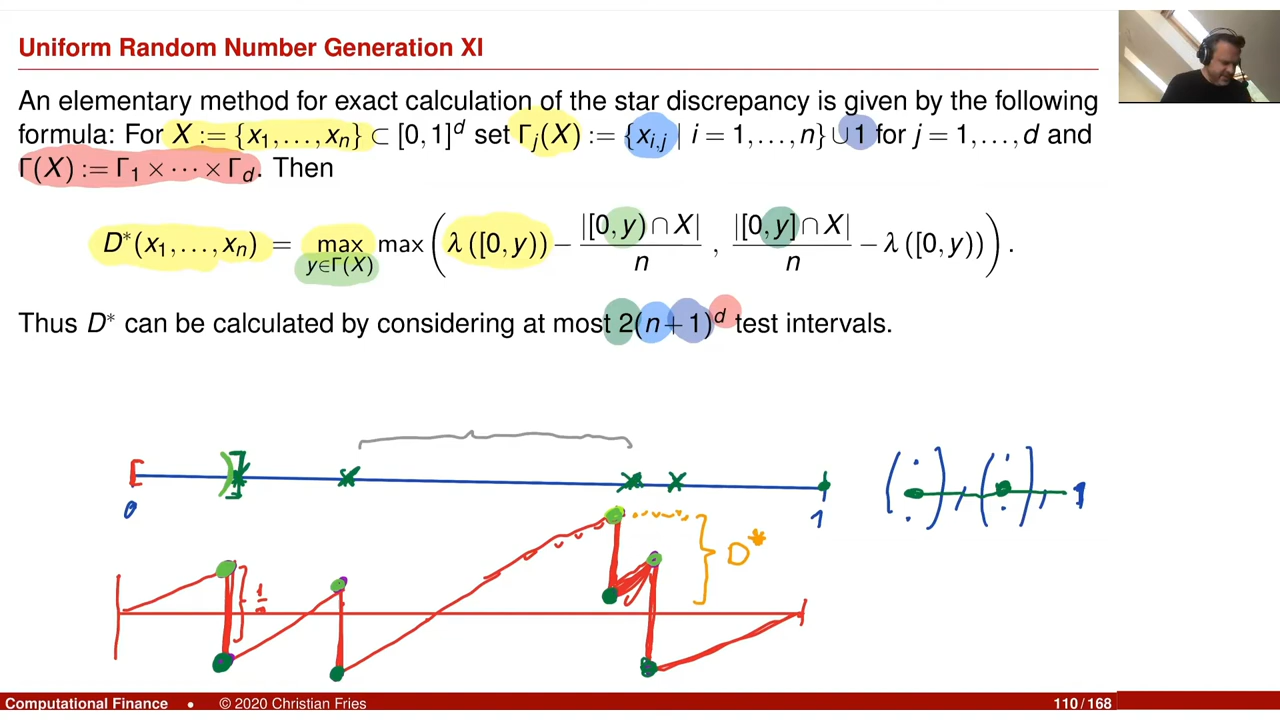 Uniform Random Number Generation XI
An elementary method for exact calculation of the star discrepancy is given by the following
formula: For X := {x₁,...,xₙ} ⊂ [0,1]ᵈ set Γⱼ(X) := {xᵢ,ⱼ | i = 1,...,n} ∪ 1 for j = 1,...,d and
Γ(X) := Γ₁ × ⋯ × Γ_d. Then
D*(x₁,...,xₙ) = max_{y∈Γ(X)} max ( λ([0,y)) − |[0,y) ∩ X| / n , |[0,y] ∩ X| / n − λ([0,y)) ) .
Thus D* can be calculated by considering at most 2(n+1)ᵈ test intervals.
0 1
( : ) , ( : ) , 1
1/n
D*
Computational Finance • © 2020 Christian Fries 110 / 168